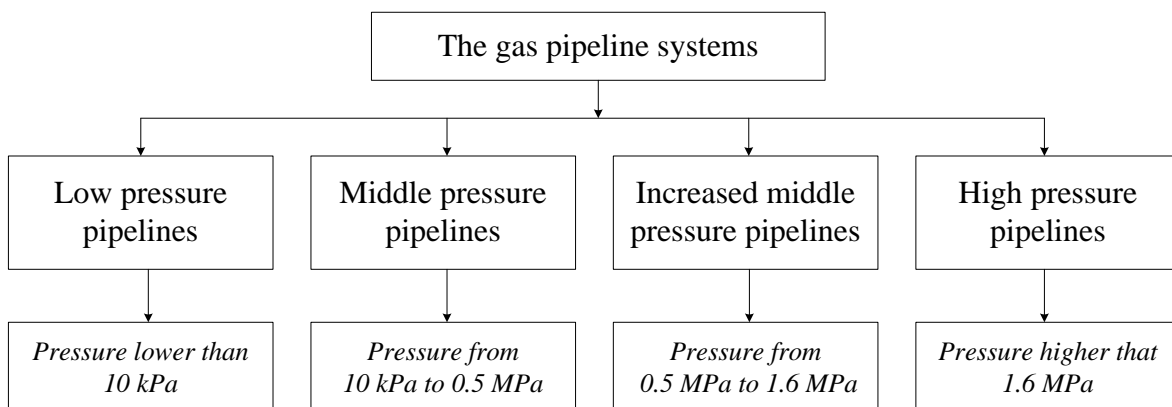 The gas pipeline systems
Low pressure
pipelines
Middle pressure
pipelines
Increased middle
pressure pipelines
High pressure
pipelines
Pressure lower than
10 kPa
Pressure from
10 kPa to 0.5 MPa
Pressure from
0.5 MPa to 1.6 MPa
Pressure higher that
1.6 MPa